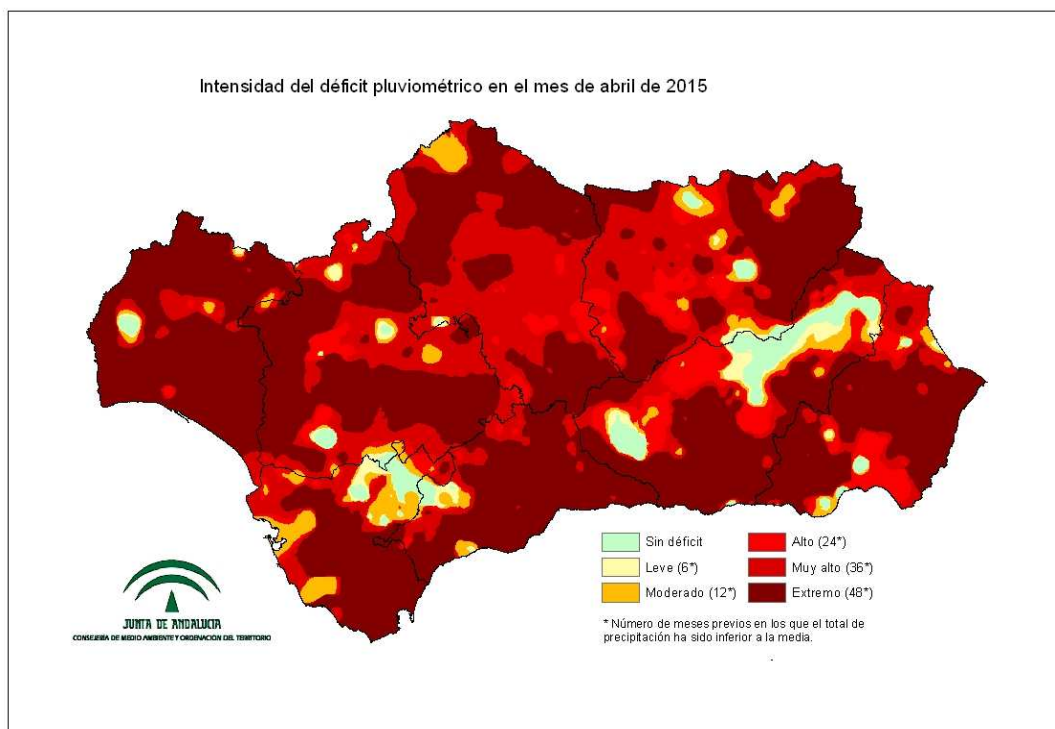 Intensidad del déficit pluviométrico en el mes de abril de 2015
Sin déficit
Leve (6*)
Moderado (12*)
Alto (24*)
Muy alto (36*)
Extremo (48*)
* Número de meses previos en los que el total de
precipitación ha sido inferior a la media.
JUNTA DE ANDALUCIA
CONSEJERÍA DE MEDIO AMBIENTE Y ORDENACIÓN DEL TERRITORIO